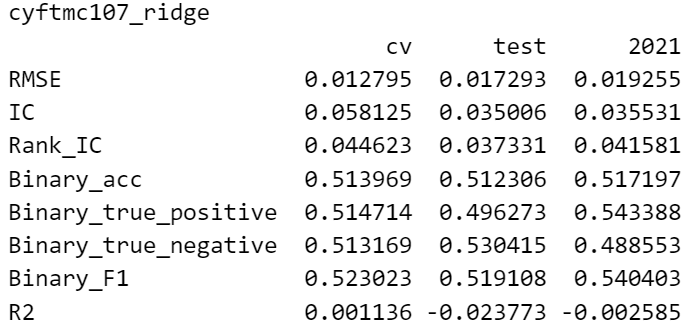 cyftmc107_ridge
cv test 2021
RMSE 0.012795 0.017293 0.019255
IC 0.058125 0.035006 0.035531
Rank_IC 0.044623 0.037331 0.041581
Binary_acc 0.513969 0.512306 0.517197
Binary_true_positive 0.514714 0.496273 0.543388
Binary_true_negative 0.513169 0.530415 0.488553
Binary_F1 0.523023 0.519108 0.540403
R2 0.001136 -0.023773 -0.002585